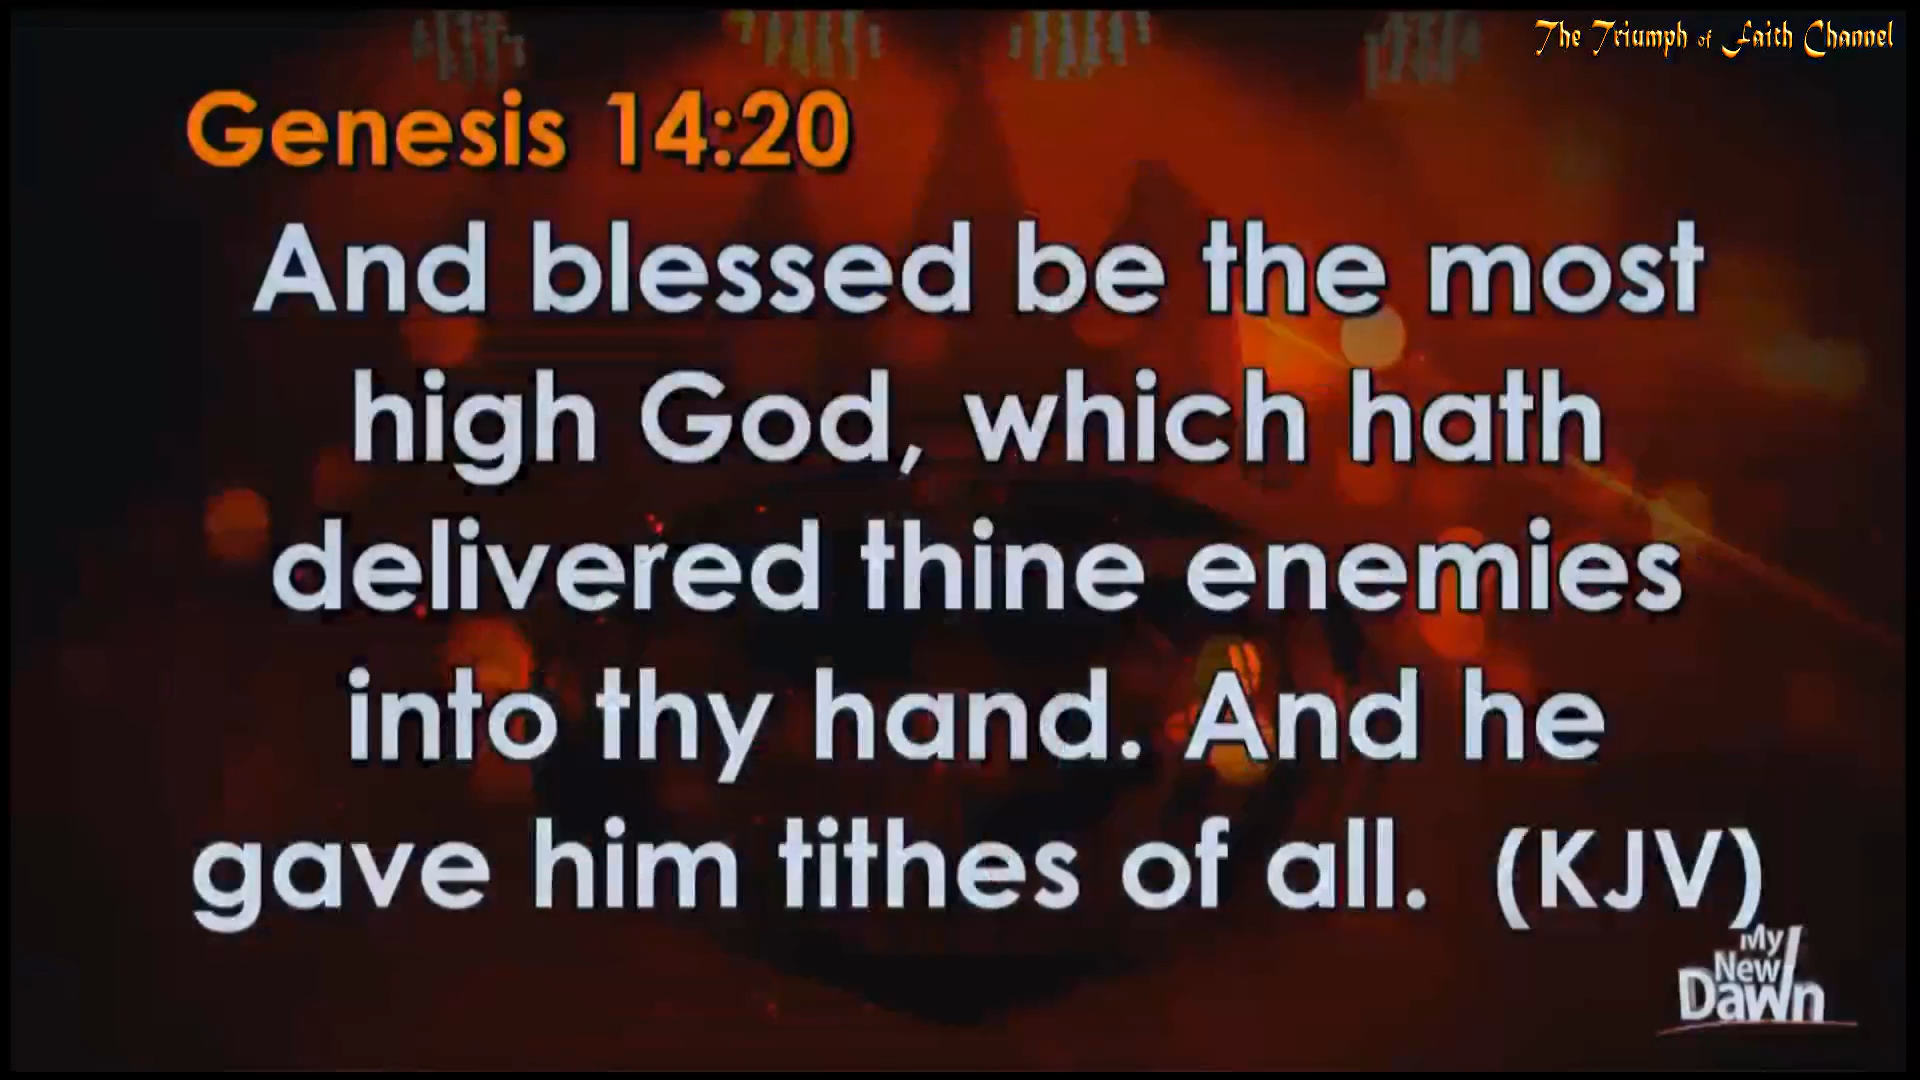 The Triumph of Faith Channel
Genesis 14:20
And blessed be the most
high God, which hath
delivered thine enemies
into thy hand. And he
gave him tithes of all. (KJV)
My
New
Dawn